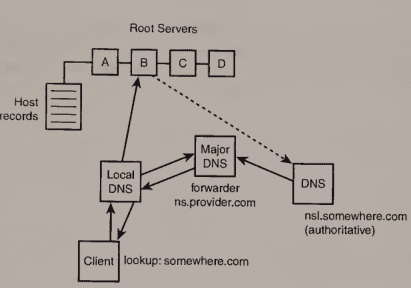 Root Servers
A
B
C
D
Host
records
Local
DNS
Major
DNS
forwarder
ns.provider.com
DNS
nsl.somewhere.com
(authoritative)
Client
lookup: somewhere.com